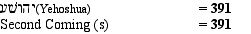 יהושע(Yehoshua) = 391
Second Coming (s) = 391